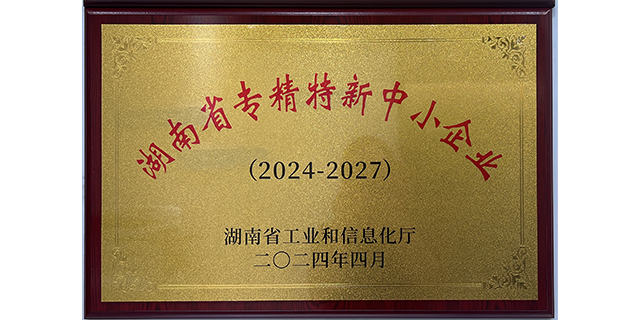 湖南省专精特新中小企业
（2024-2027）
湖南省工业和信息化厅
二〇二四年四月